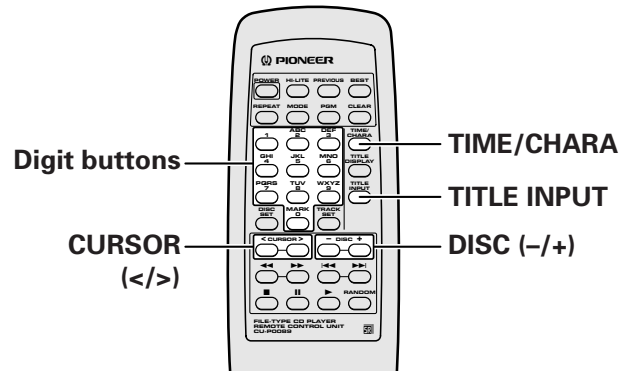 PIONEER
POWER HI-LITE PREVIOUS BEST
REPEAT MODE PGM CLEAR
ABC DEF TIME/
1 2 3 CHARA
GHI JKL MNO TITLE
4 5 6 DISPLAY
PQRS TUV WXYZ TITLE
7 8 9 INPUT
DISC MARK TRACK
SET 0 SET
< CURSOR > − DISC +
◄◄ ►► |◄◄ ►►|
■ II ► RANDOM
FILE-TYPE CD PLAYER
REMOTE CONTROL UNIT
CU-PD089
Digit buttons
CURSOR
(</>)
TIME/CHARA
TITLE INPUT
DISC (–/+)